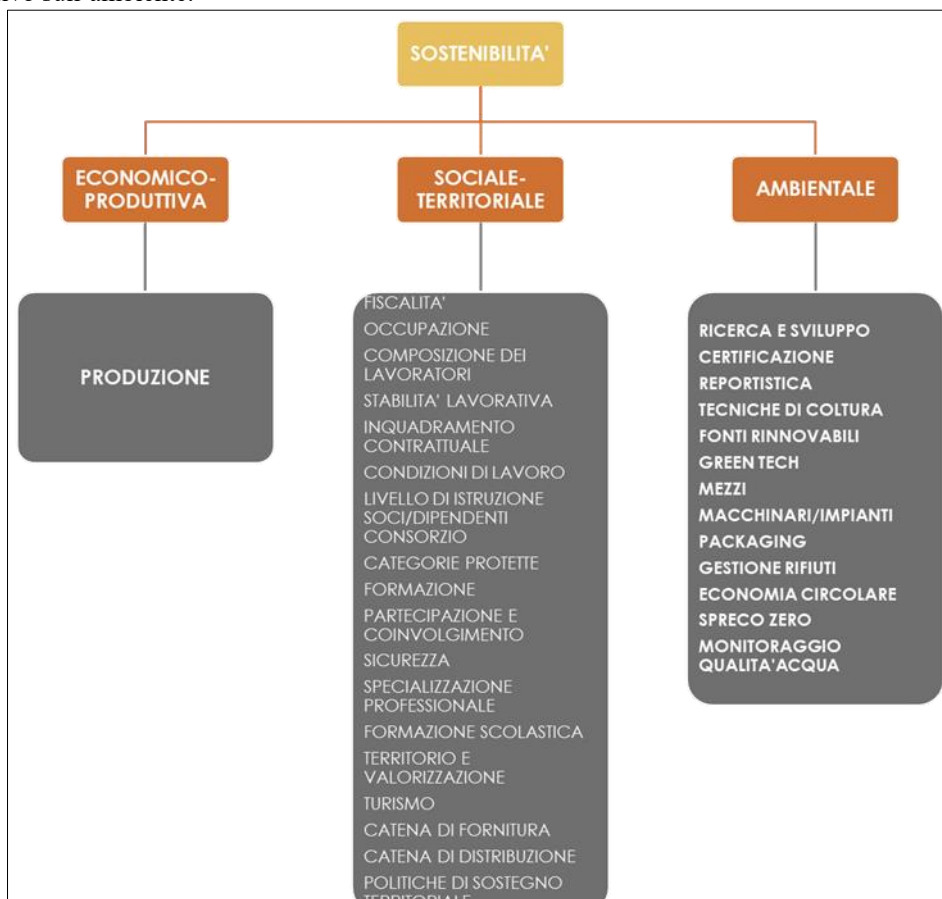 SOSTENIBILITA'
ECONOMICO-
PRODUTTIVA
PRODUZIONE
SOCIALE-
TERRITORIALE
FISCALITA'
OCCUPAZIONE
COMPOSIZIONE DEI
LAVORATORI
STABILITA' LAVORATIVA
INQUADRAMENTO
CONTRATTUALE
CONDIZIONI DI LAVORO
LIVELLO DI ISTRUZIONE
SOCI/DIPENDENTI
CONSORZIO
CATEGORIE PROTETTE
FORMAZIONE
PARTECIPAZIONE E
COINVOLGIMENTO
SICUREZZA
SPECIALIZZAZIONE
PROFESSIONALE
FORMAZIONE SCOLASTICA
TERRITORIO E
VALORIZZAZIONE
TURISMO
CATENA DI FORNITURA
CATENA DI DISTRIBUZIONE
POLITICHE DI SOSTEGNO
TERRITORIALE
AMBIENTALE
RICERCA E SVILUPPO
CERTIFICAZIONE
REPORTISTICA
TECNICHE DI COLTURA
FONTI RINNOVABILI
GREEN TECH
MEZZI
MACCHINARI/IMPIANTI
PACKAGING
GESTIONE RIFIUTI
ECONOMIA CIRCOLARE
SPRECO ZERO
MONITORAGGIO
QUALITA'ACQUA